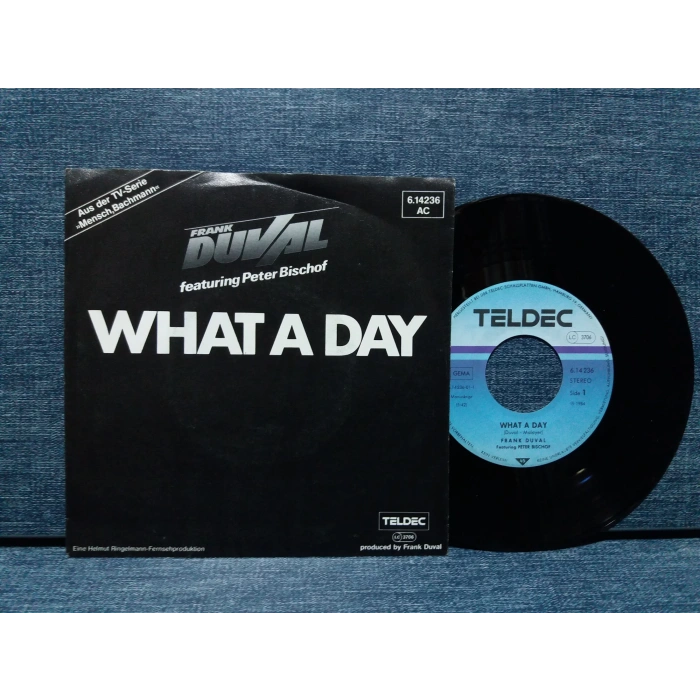 Aus der TV-Serie
»Mensch, Bachmann«
6.14236
AC
FRANK
DUVAL
featuring Peter Bischof
WHAT A DAY
TELDEC
LC 3706
Eine Helmut Ringelmann-Fernsehproduktion
produced by Frank Duval
TELDEC
LC 3706
GEMA
6.14236
STEREO
Side 1
WHAT A DAY
FRANK DUVAL
featuring PETER BISCHOF